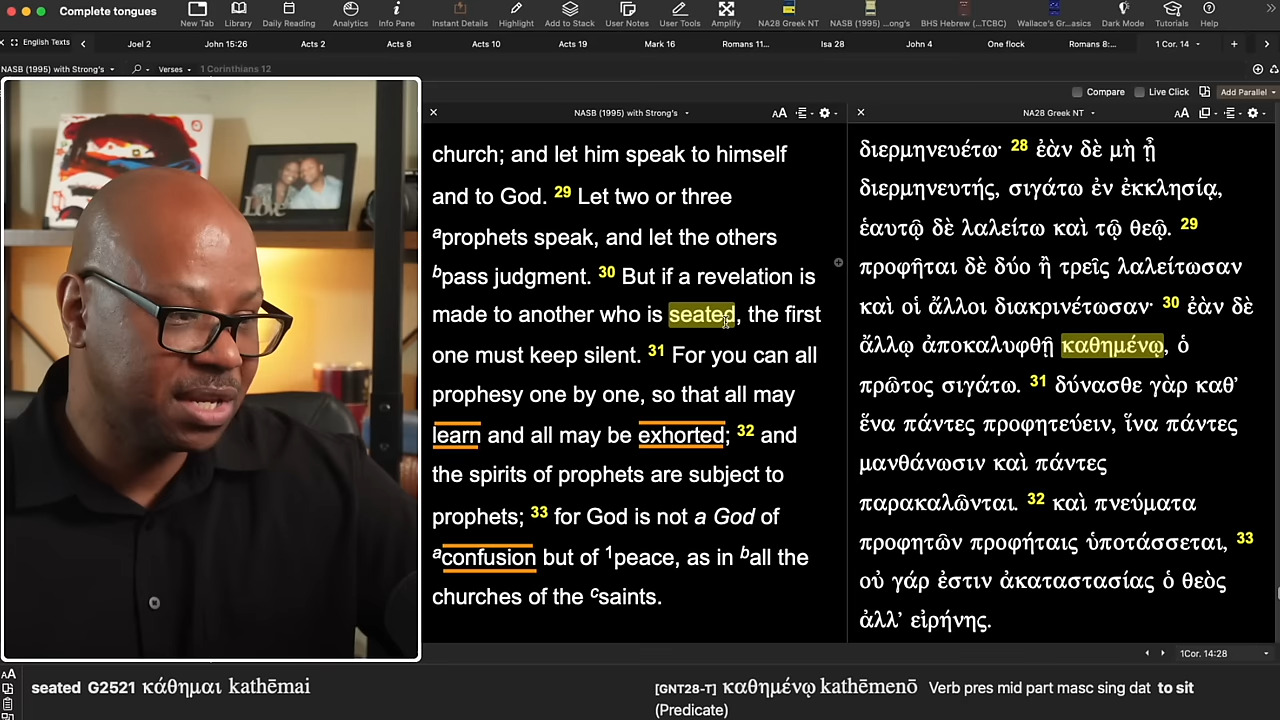 Complete tongues
New Tab
Library
Daily Reading
Analytics
Info Pane
Instant Details
Highlight
Add to Stack
User Notes
User Tools
Amplify
NA28 Greek NT
NASB (1995) ...ong's
BHS Hebrew (...TCBC)
Wallace's Gr...asics
Dark Mode
Tutorials
Help
English Texts
Joel 2
John 15:26
Acts 2
Acts 8
Acts 10
Acts 19
Mark 16
Romans 11...
Isa 28
John 4
One flock
Romans 8:...
1 Cor. 14
NASB (1995) with Strong's
Verses
1 Corinthians 12
Compare
Live Click
Add Parallel
Love
NASB (1995) with Strong's
church; and let him speak to himself
and to God. 29 Let two or three
aprophets speak, and let the others
bpass judgment. 30 But if a revelation is
made to another who is seated, the first
one must keep silent. 31 For you can all
prophesy one by one, so that all may
learn and all may be exhorted; 32 and
the spirits of prophets are subject to
prophets; 33 for God is not a God of
aconfusion but of 1peace, as in ball the
churches of the csaints.
NA28 Greek NT
διερμηνευέτω· 28 ἐὰν δὲ μὴ ᾖ
διερμηνευτής, σιγάτω ἐν ἐκκλησίᾳ,
ἑαυτῷ δὲ λαλείτω καὶ τῷ θεῷ. 29
προφῆται δὲ δύο ἢ τρεῖς λαλείτωσαν
καὶ οἱ ἄλλοι διακρινέτωσαν· 30 ἐὰν δὲ
ἄλλῳ ἀποκαλυφθῇ καθημένῳ, ὁ
πρῶτος σιγάτω. 31 δύνασθε γὰρ καθ’
ἕνα πάντες προφητεύειν, ἵνα πάντες
μανθάνωσιν καὶ πάντες
παρακαλῶνται. 32 καὶ πνεύματα
προφητῶν προφήταις ὑποτάσσεται, 33
οὐ γάρ ἐστιν ἀκαταστασίας ὁ θεὸς
ἀλλ’ εἰρήνης.
1Cor. 14:28
seated G2521 κάθημαι kathēmai
[GNT28-T] καθημένῳ kathēmenō Verb pres mid part masc sing dat to sit
(Predicate)